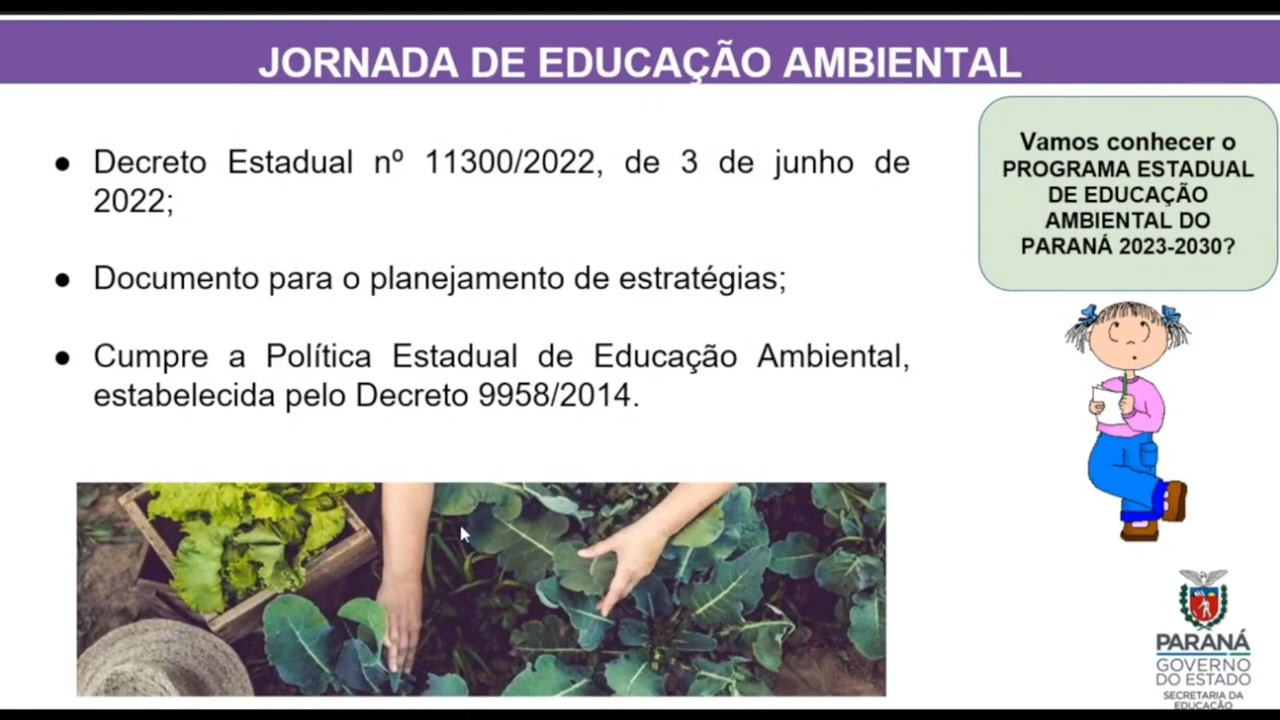 JORNADA DE EDUCAÇÃO AMBIENTAL
● Decreto Estadual nº 11300/2022, de 3 de junho de
2022;
● Documento para o planejamento de estratégias;
● Cumpre a Política Estadual de Educação Ambiental,
estabelecida pelo Decreto 9958/2014.
Vamos conhecer o
PROGRAMA ESTADUAL
DE EDUCAÇÃO
AMBIENTAL DO
PARANÁ 2023-2030?
PARANÁ
GOVERNO
DO ESTADO
SECRETARIA DA
EDUCAÇÃO